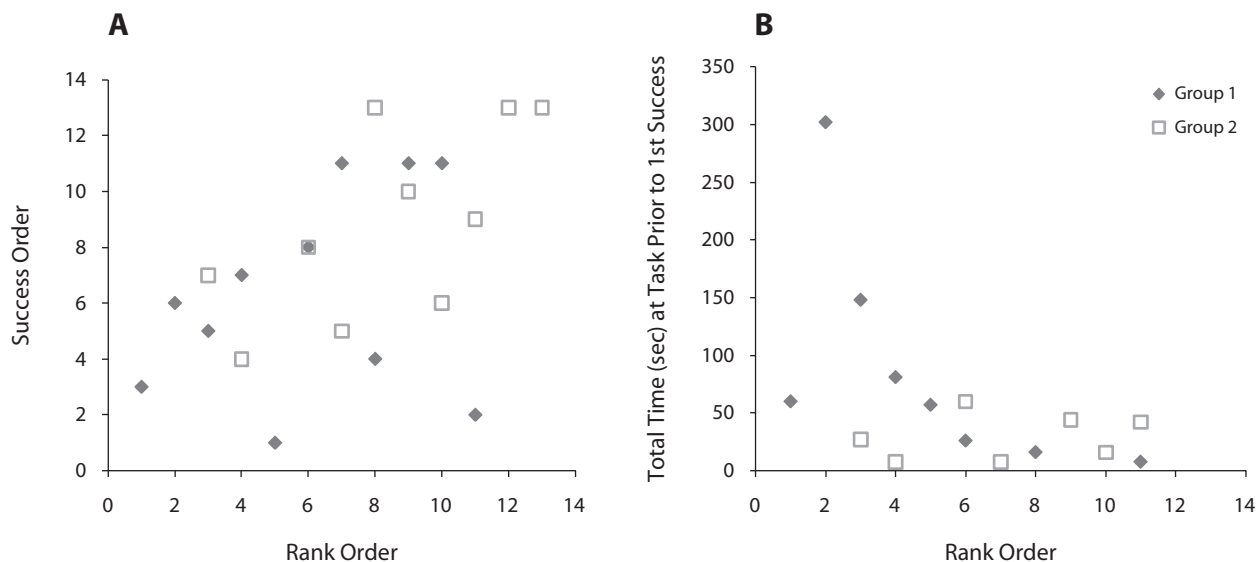 A
Success Order
14
12
10
8
6
4
2
0
0 2 4 6 8 10 12 14
Rank Order
B
Total Time (sec) at Task Prior to 1st Success
350
300
250
200
150
100
50
0
0 2 4 6 8 10 12 14
Rank Order
Group 1
Group 2